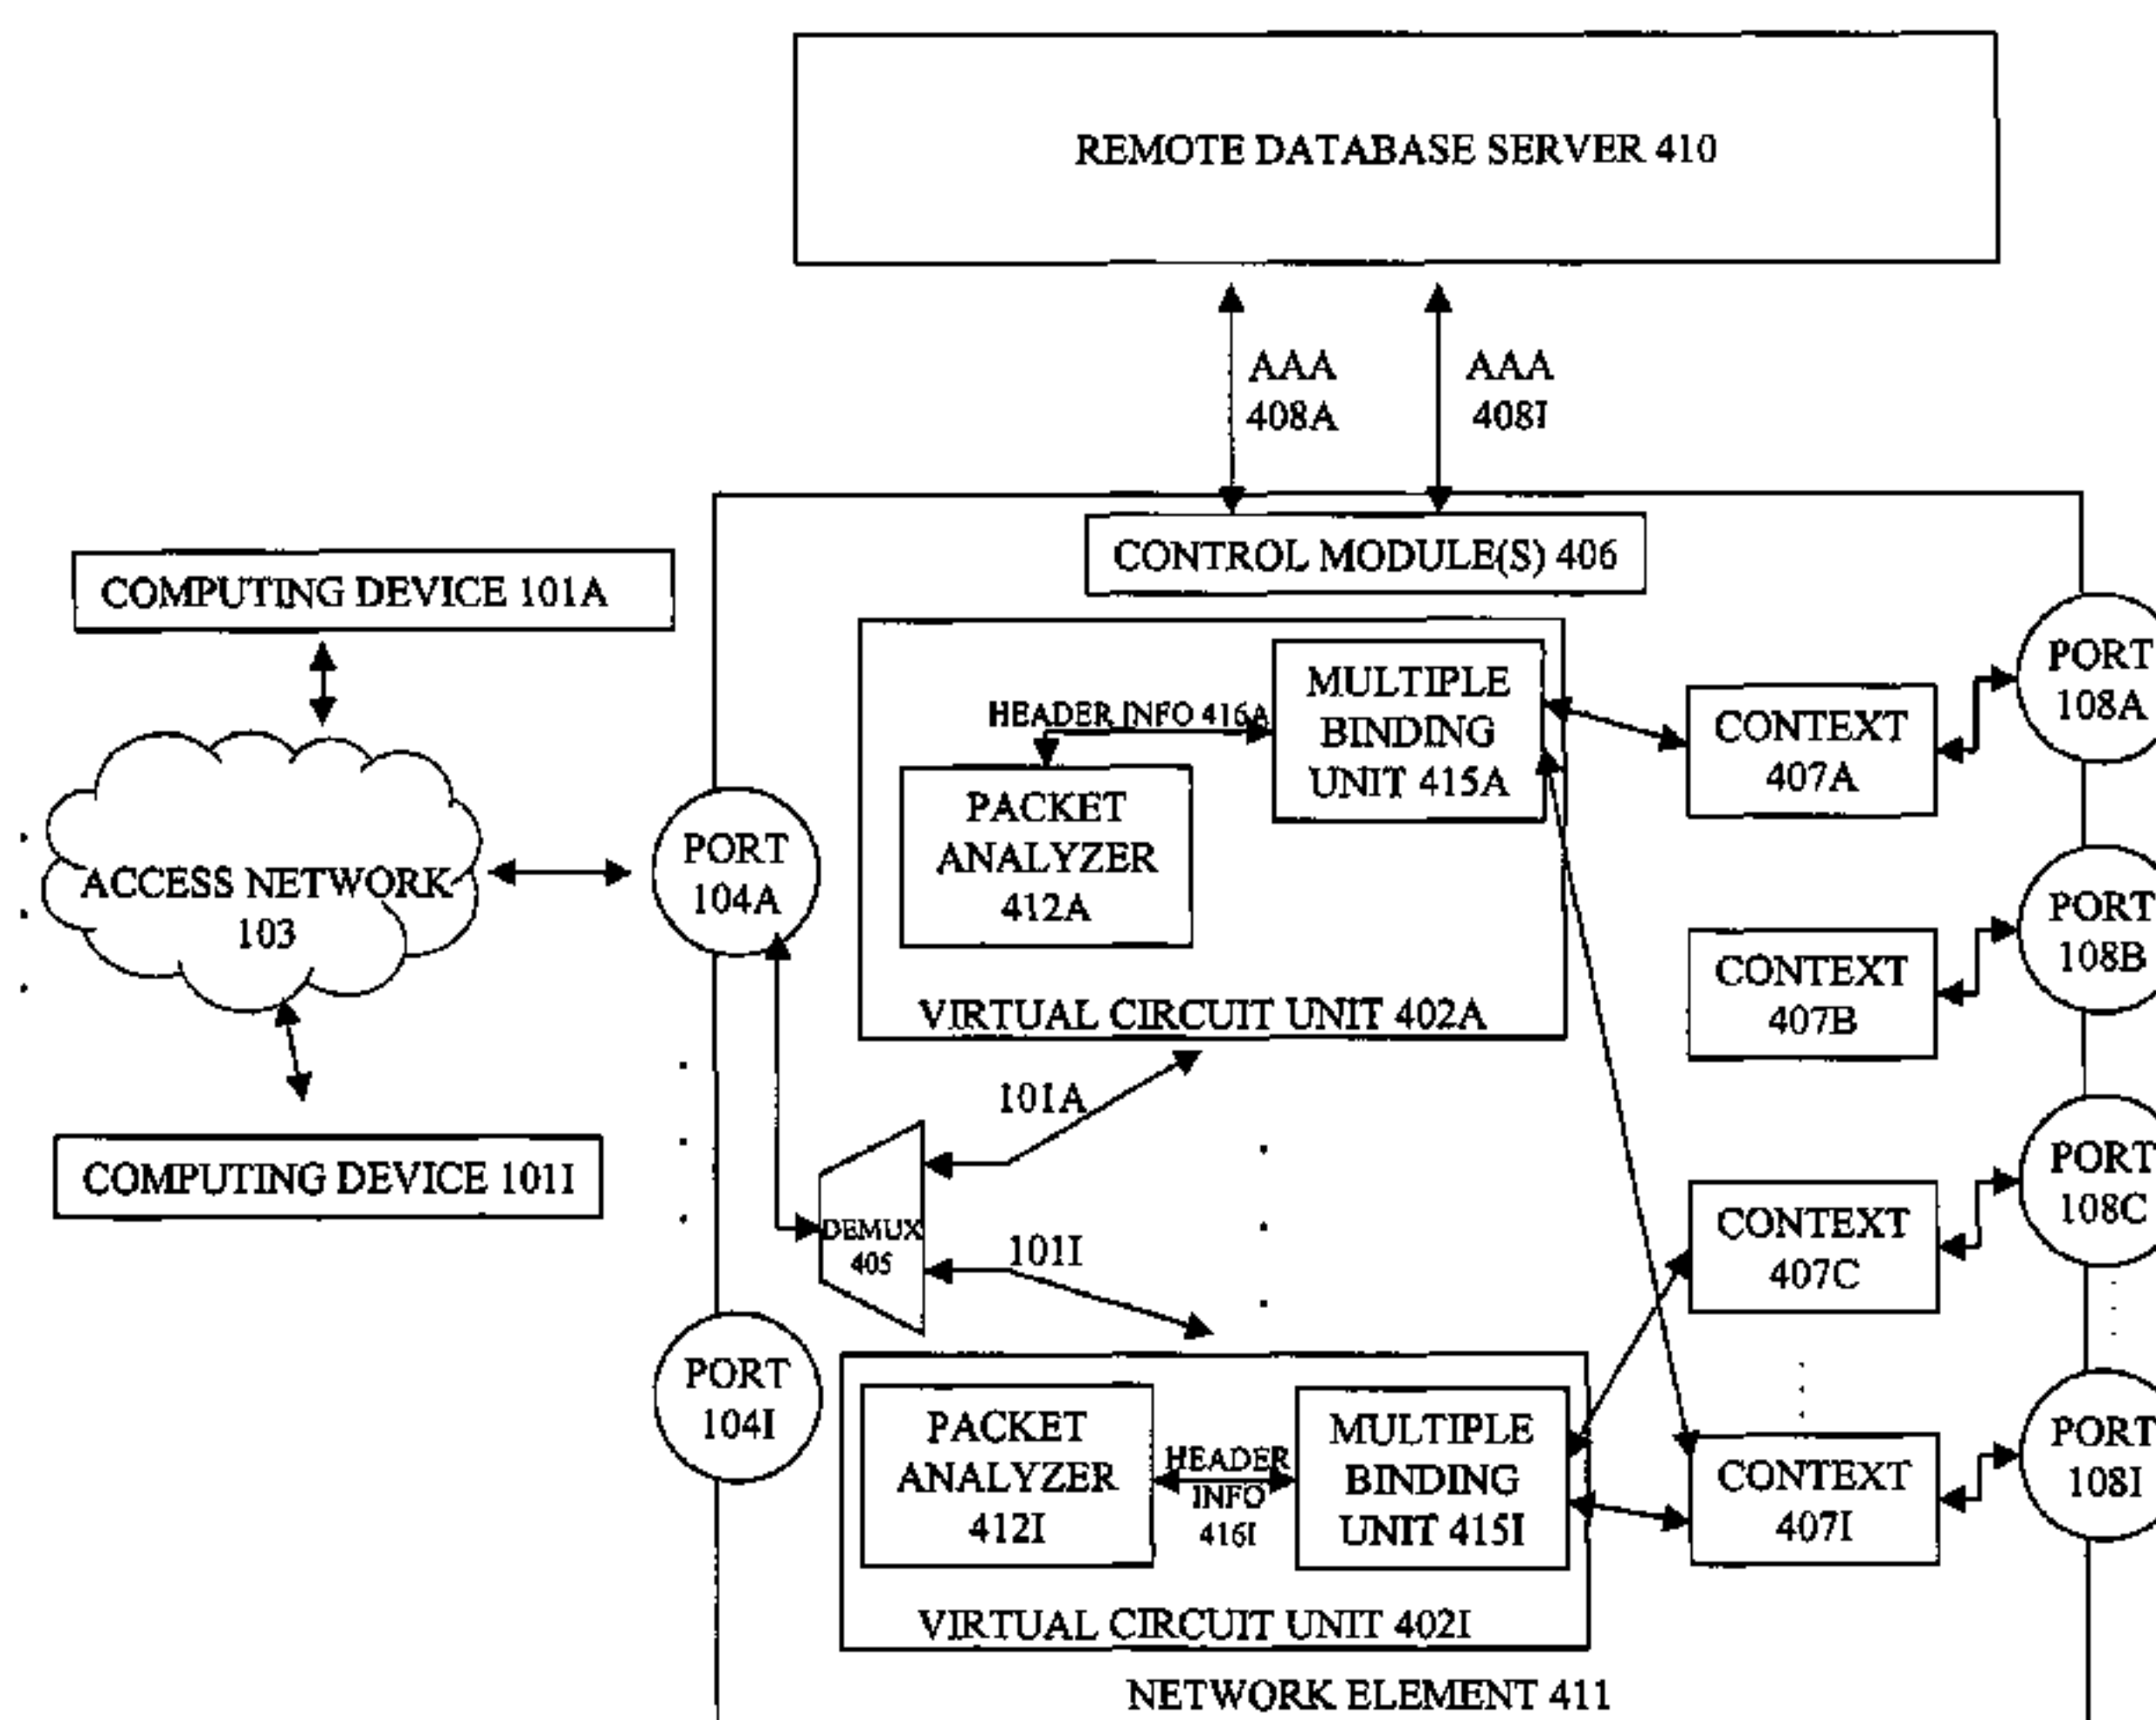 REMOTE DATABASE SERVER 410
AAA
408A
AAA
408I
CONTROL MODULE(S) 406
COMPUTING DEVICE 101A
ACCESS NETWORK
103
COMPUTING DEVICE 101I
PORT
104A
PORT
104I
HEADER INFO 416A
MULTIPLE
BINDING
UNIT 415A
PACKET
ANALYZER
412A
VIRTUAL CIRCUIT UNIT 402A
101A
DEMUX
405
101I
PACKET
ANALYZER
412I
HEADER
INFO
416I
MULTIPLE
BINDING
UNIT 415I
VIRTUAL CIRCUIT UNIT 402I
CONTEXT
407A
CONTEXT
407B
CONTEXT
407C
CONTEXT
407I
PORT
108A
PORT
108B
PORT
108C
PORT
108I
NETWORK ELEMENT 411